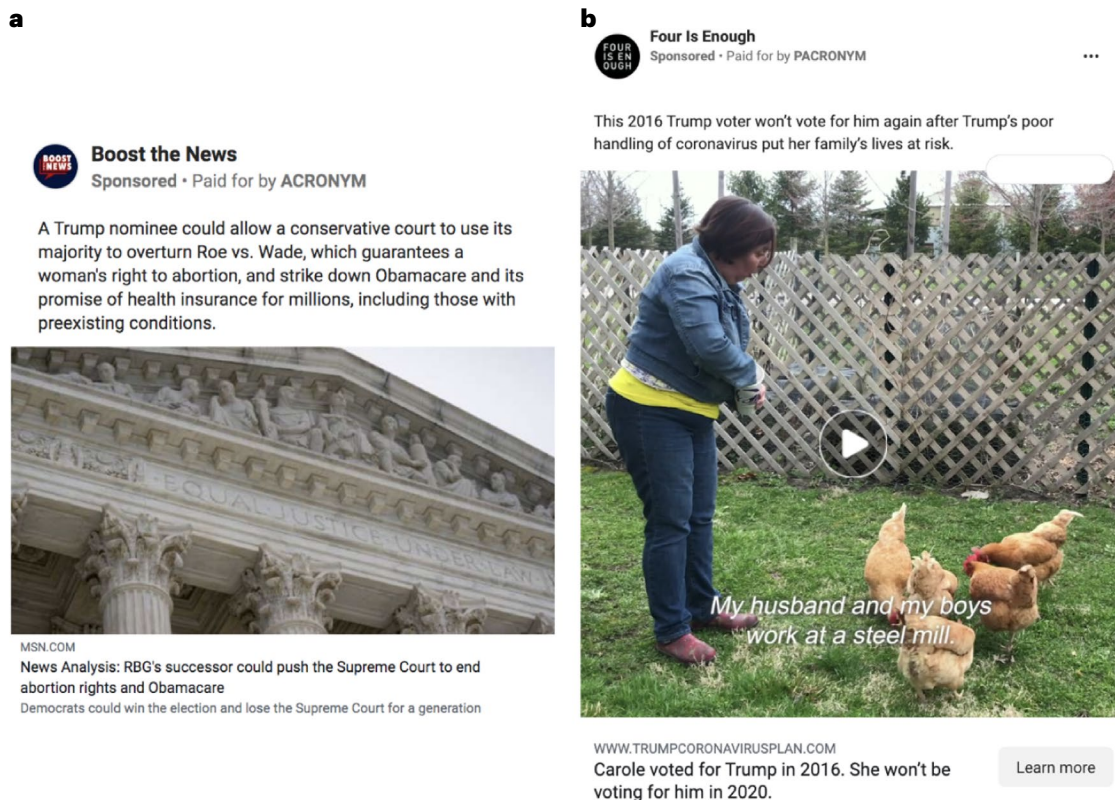 a
BOOST
NEWS
Boost the News
Sponsored • Paid for by ACRONYM
A Trump nominee could allow a conservative court to use its
majority to overturn Roe vs. Wade, which guarantees a
woman's right to abortion, and strike down Obamacare and its
promise of health insurance for millions, including those with
preexisting conditions.
EQUAL JUSTICE UNDER LAW
MSN.COM
News Analysis: RBG's successor could push the Supreme Court to end
abortion rights and Obamacare
Democrats could win the election and lose the Supreme Court for a generation
b
FOUR
IS EN
OUGH
Four Is Enough
Sponsored • Paid for by PACRONYM
This 2016 Trump voter won't vote for him again after Trump's poor
handling of coronavirus put her family's lives at risk.
My husband and my boys
work at a steel mill.
WWW.TRUMPCORONAVIRUSPLAN.COM
Carole voted for Trump in 2016. She won't be
voting for him in 2020.
Learn more